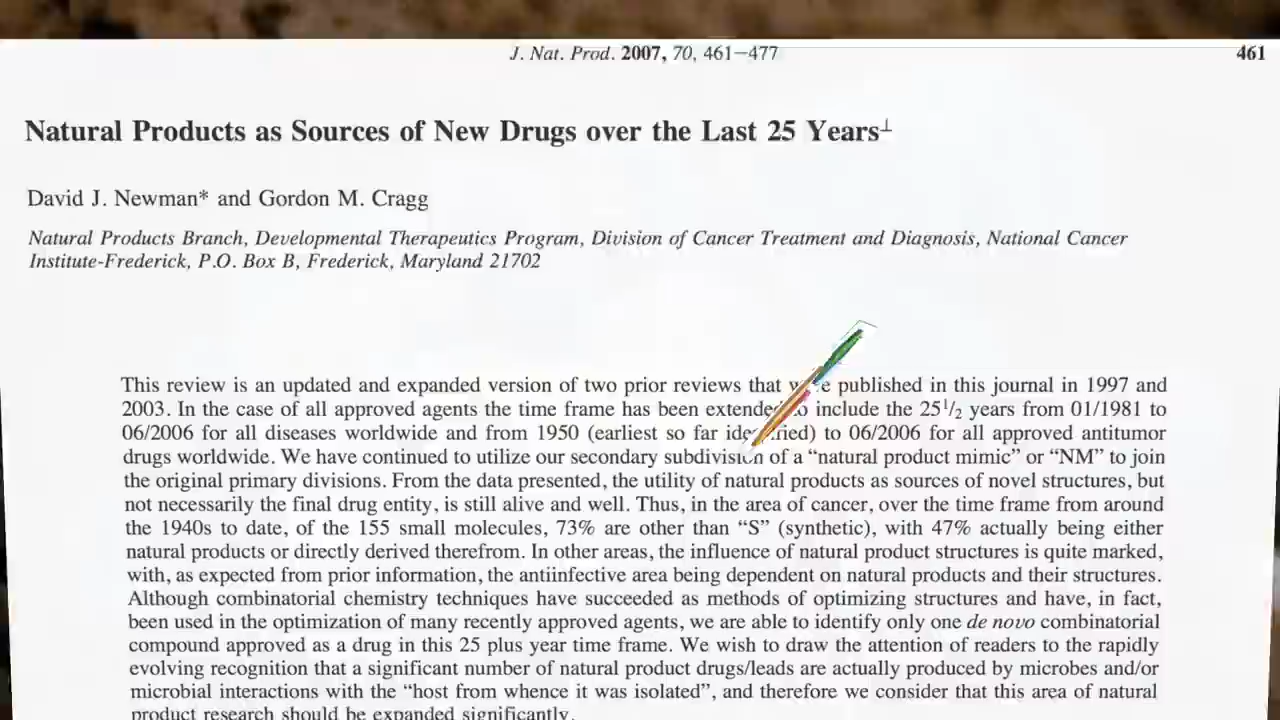 J. Nat. Prod. 2007, 70, 461−477
461
Natural Products as Sources of New Drugs over the Last 25 Years⊥
David J. Newman* and Gordon M. Cragg
Natural Products Branch, Developmental Therapeutics Program, Division of Cancer Treatment and Diagnosis, National Cancer
Institute-Frederick, P.O. Box B, Frederick, Maryland 21702
This review is an updated and expanded version of two prior reviews that published in this journal in 1997 and
2003. In the case of all approved agents the time frame has been extended include the 25 1/2 years from 01/1981 to
06/2006 for all diseases worldwide and from 1950 (earliest so far identified) to 06/2006 for all approved antitumor
drugs worldwide. We have continued to utilize our secondary subdivision of a “natural product mimic” or “NM” to join
the original primary divisions. From the data presented, the utility of natural products as sources of novel structures, but
not necessarily the final drug entity, is still alive and well. Thus, in the area of cancer, over the time frame from around
the 1940s to date, of the 155 small molecules, 73% are other than “S” (synthetic), with 47% actually being either
natural products or directly derived therefrom. In other areas, the influence of natural product structures is quite marked,
with, as expected from prior information, the antiinfective area being dependent on natural products and their structures.
Although combinatorial chemistry techniques have succeeded as methods of optimizing structures and have, in fact,
been used in the optimization of many recently approved agents, we are able to identify only one de novo combinatorial
compound approved as a drug in this 25 plus year time frame. We wish to draw the attention of readers to the rapidly
evolving recognition that a significant number of natural product drugs/leads are actually produced by microbes and/or
microbial interactions with the “host from whence it was isolated”, and therefore we consider that this area of natural
product research should be expanded significantly.